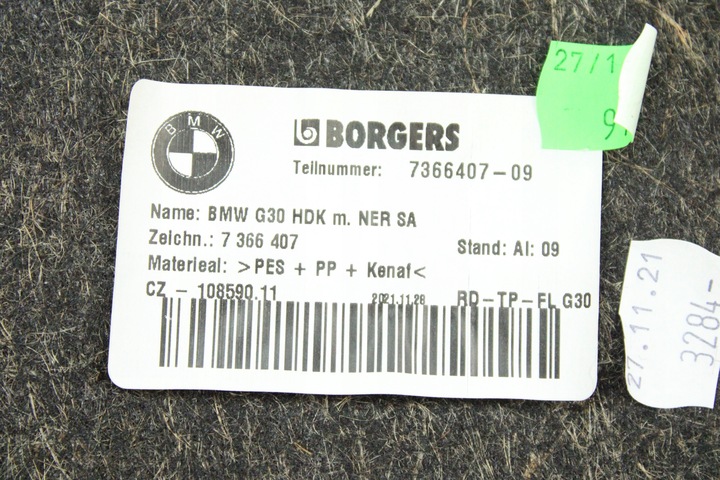 BMW
BORGERS
Teilnummer: 7366407-09
Name: BMW G30 HDK m. NER SA
Zeichn.: 7 366 407
Stand: AI: 09
Materieal: >PES + PP + Kenaf<
CZ - 108590.11 2021.11.28 RD-TP-FL G30
27/1
9
27.11.21
3284-